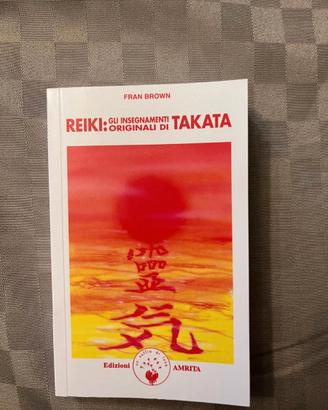 FRAN BROWN
REIKI: GLI INSEGNAMENTI ORIGINALI DI TAKATA
靈
氣
Edizioni AMRITA